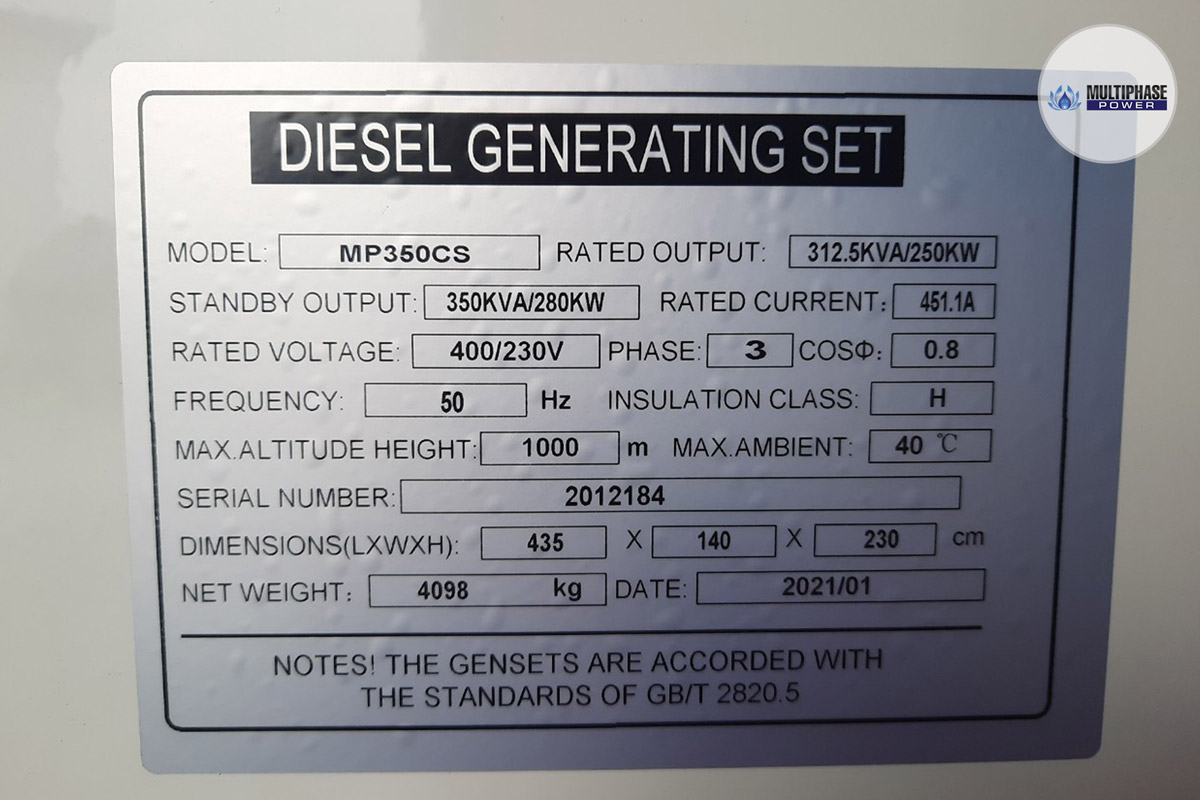 MULTIPHASE
POWER
DIESEL GENERATING SET
MODEL: MP350CS RATED OUTPUT: 312.5KVA/250KW
STANDBY OUTPUT: 350KVA/280KW RATED CURRENT: 451.1A
RATED VOLTAGE: 400/230V PHASE: 3 COSΦ: 0.8
FREQUENCY: 50 Hz INSULATION CLASS: H
MAX.ALTITUDE HEIGHT: 1000 m MAX.AMBIENT: 40 ℃
SERIAL NUMBER: 2012184
DIMENSIONS(LXWXH): 435 X 140 X 230 cm
NET WEIGHT: 4098 kg DATE: 2021/01
NOTES! THE GENSETS ARE ACCORDED WITH
THE STANDARDS OF GB/T 2820.5